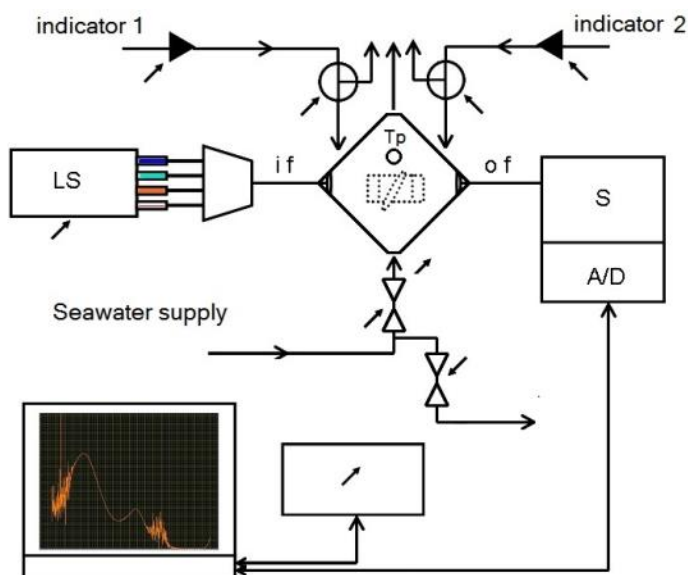 indicator 1
indicator 2
Tp
LS
i f
o f
S
A/D
Seawater supply